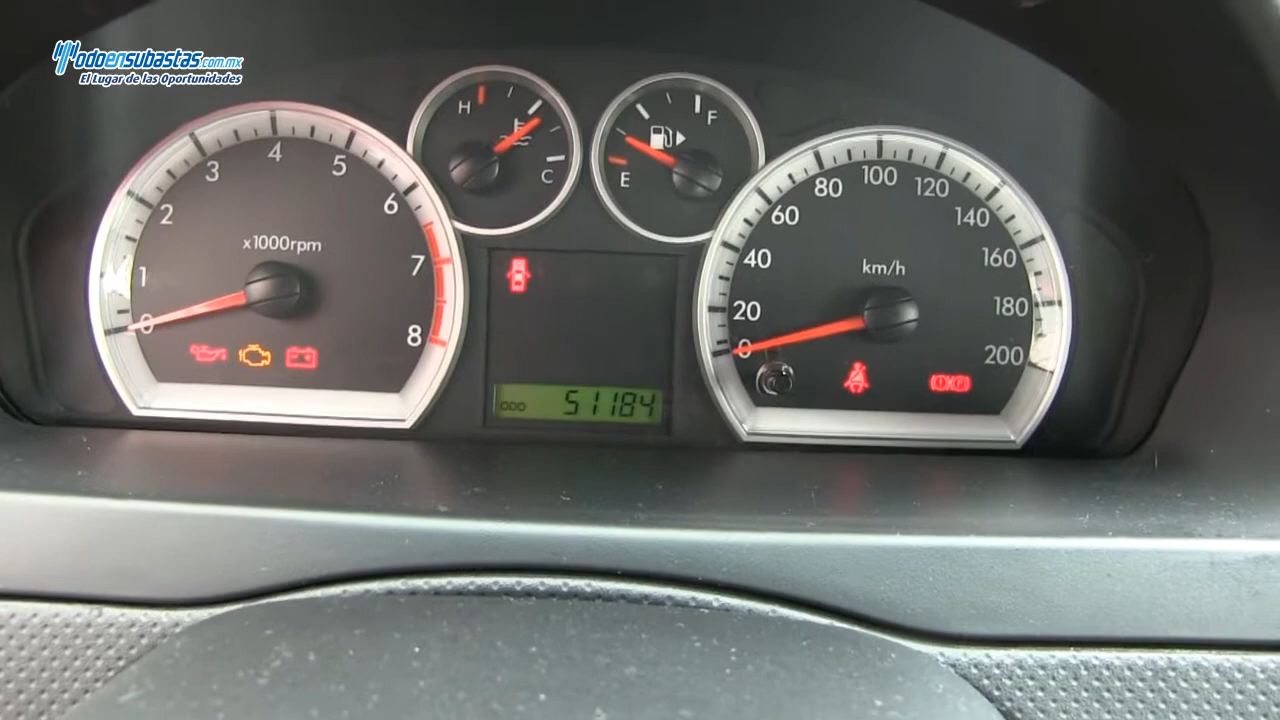 TodoenSubastas.com.mx
El Lugar de las Oportunidades
H
C
F
E
0
1
2
3
4
5
6
7
8
x1000rpm
0
20
40
60
80
100
120
140
160
180
200
km/h
ODO 51184
P